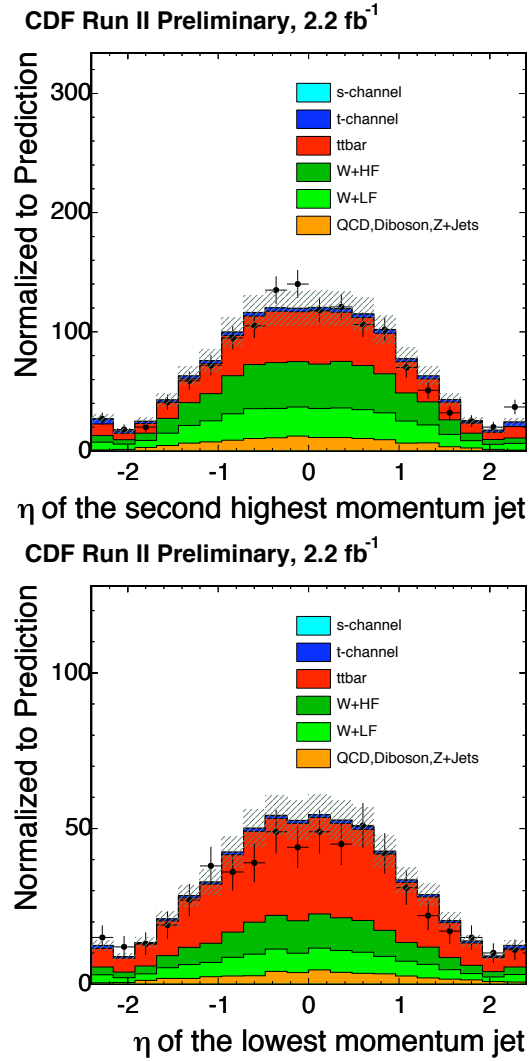 CDF Run II Preliminary, 2.2 fb-1
Normalized to Prediction
300
200
100
0
s-channel
t-channel
ttbar
W+HF
W+LF
QCD,Diboson,Z+Jets
-2 -1 0 1 2
η of the second highest momentum jet
CDF Run II Preliminary, 2.2 fb-1
Normalized to Prediction
100
50
0
s-channel
t-channel
ttbar
W+HF
W+LF
QCD,Diboson,Z+Jets
-2 -1 0 1 2
η of the lowest momentum jet